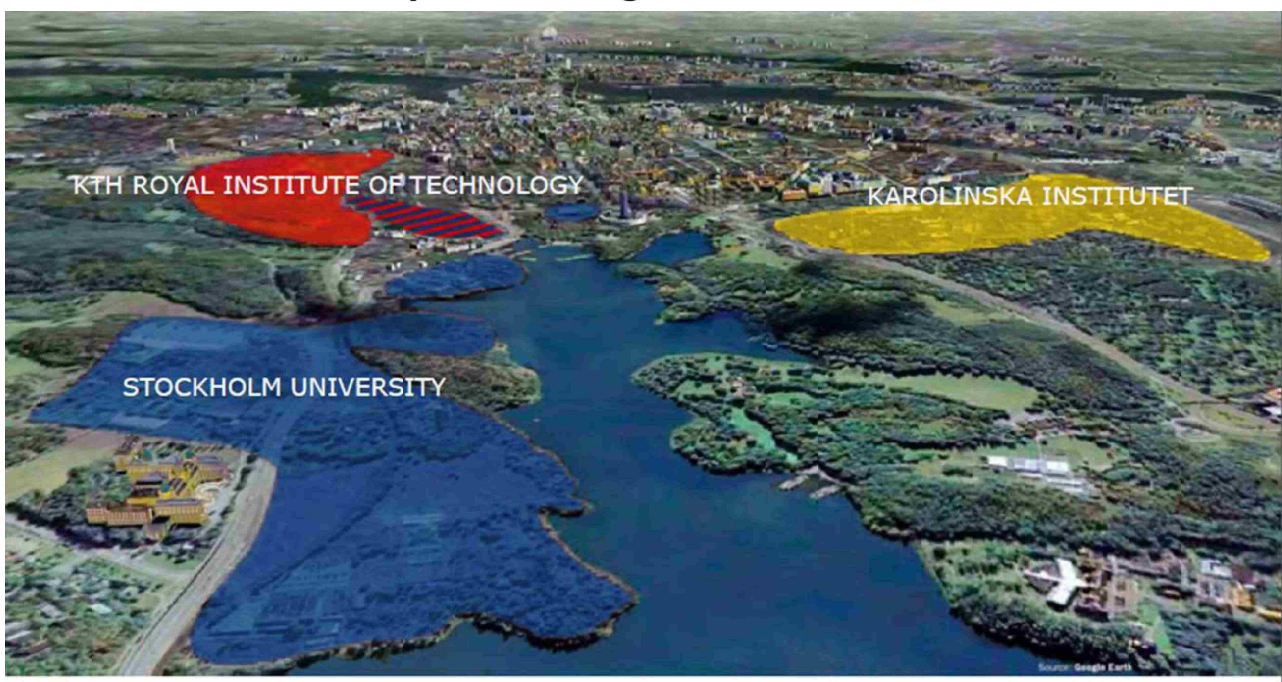 KTH ROYAL INSTITUTE OF TECHNOLOGY
KAROLINSKA INSTITUTET
STOCKHOLM UNIVERSITY
Source: Google Earth